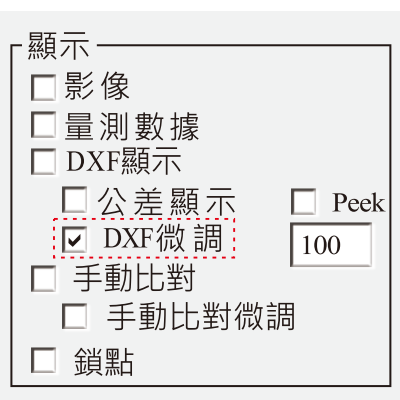 顯示
影像
量測數據
DXF顯示
公差顯示
Peek
DXF微調
100
手動比對
手動比對微調
鎖點